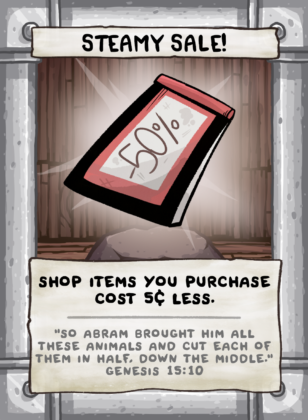 STEAMY SALE!
-50%
SHOP ITEMS YOU PURCHASE
COST 5¢ LESS.
"SO ABRAM BROUGHT HIM ALL
THESE ANIMALS AND CUT EACH OF
THEM IN HALF, DOWN THE MIDDLE."
GENESIS 15:10